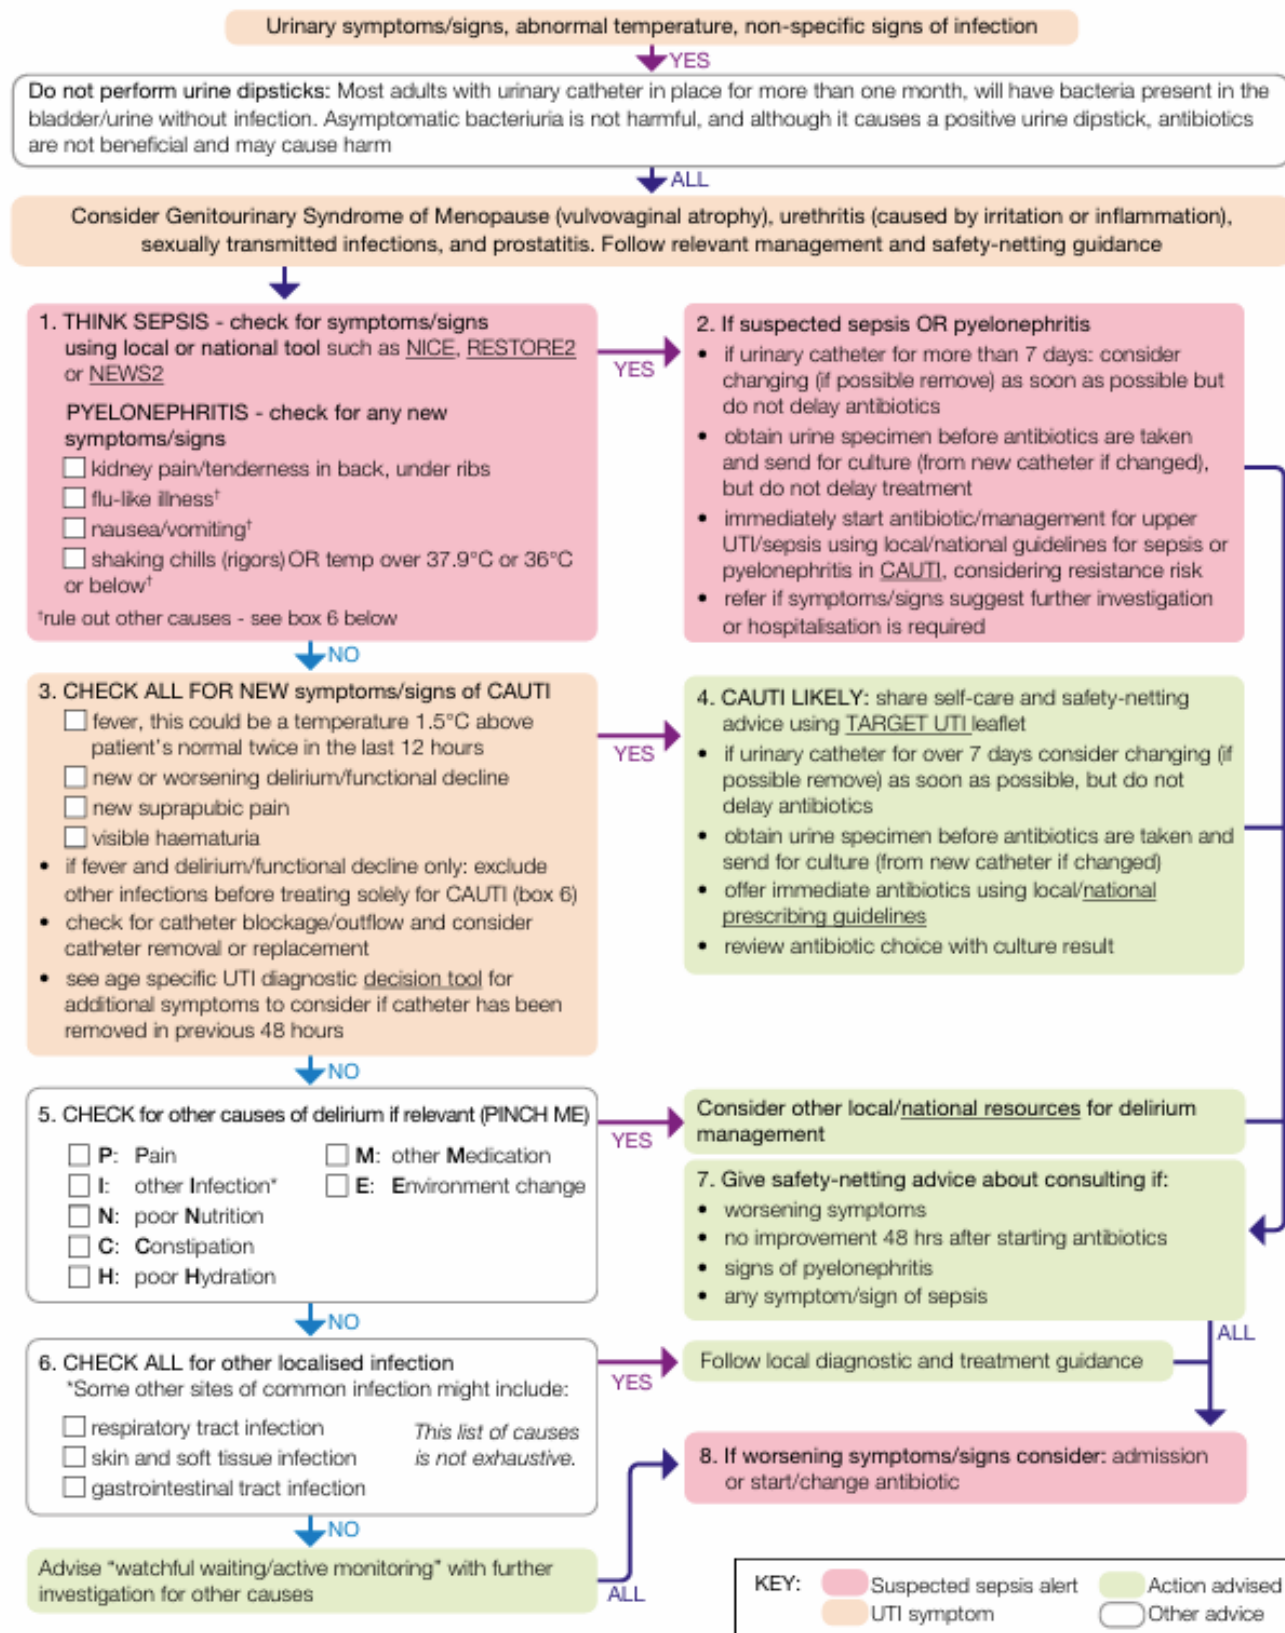 Urinary symptoms/signs, abnormal temperature, non-specific signs of infection
YES
Do not perform urine dipsticks: Most adults with urinary catheter in place for more than one month, will have bacteria present in the
bladder/urine without infection. Asymptomatic bacteriuria is not harmful, and although it causes a positive urine dipstick, antibiotics
are not beneficial and may cause harm
ALL
Consider Genitourinary Syndrome of Menopause (vulvovaginal atrophy), urethritis (caused by irritation or inflammation),
sexually transmitted infections, and prostatitis. Follow relevant management and safety-netting guidance
1. THINK SEPSIS - check for symptoms/signs
using local or national tool such as NICE, RESTORE2
or NEWS2
PYELONEPHRITIS - check for any new
symptoms/signs
kidney pain/tenderness in back, under ribs
flu-like illness†
nausea/vomiting†
shaking chills (rigors) OR temp over 37.9°C or 36°C
or below†
†rule out other causes - see box 6 below
YES
2. If suspected sepsis OR pyelonephritis
• if urinary catheter for more than 7 days: consider
changing (if possible remove) as soon as possible but
do not delay antibiotics
• obtain urine specimen before antibiotics are taken
and send for culture (from new catheter if changed),
but do not delay treatment
• immediately start antibiotic/management for upper
UTI/sepsis using local/national guidelines for sepsis or
pyelonephritis in CAUTI, considering resistance risk
• refer if symptoms/signs suggest further investigation
or hospitalisation is required
NO
3. CHECK ALL FOR NEW symptoms/signs of CAUTI
fever, this could be a temperature 1.5°C above
patient's normal twice in the last 12 hours
new or worsening delirium/functional decline
new suprapubic pain
visible haematuria
• if fever and delirium/functional decline only: exclude
other infections before treating solely for CAUTI (box 6)
• check for catheter blockage/outflow and consider
catheter removal or replacement
• see age specific UTI diagnostic decision tool for
additional symptoms to consider if catheter has been
removed in previous 48 hours
YES
4. CAUTI LIKELY: share self-care and safety-netting
advice using TARGET UTI leaflet
• if urinary catheter for over 7 days consider changing (if
possible remove) as soon as possible, but do not
delay antibiotics
• obtain urine specimen before antibiotics are taken and
send for culture (from new catheter if changed)
• offer immediate antibiotics using local/national
prescribing guidelines
• review antibiotic choice with culture result
NO
5. CHECK for other causes of delirium if relevant (PINCH ME)
P: Pain
I: other Infection*
N: poor Nutrition
C: Constipation
H: poor Hydration
M: other Medication
E: Environment change
YES
Consider other local/national resources for delirium
management
7. Give safety-netting advice about consulting if:
• worsening symptoms
• no improvement 48 hrs after starting antibiotics
• signs of pyelonephritis
• any symptom/sign of sepsis
ALL
NO
6. CHECK ALL for other localised infection
*Some other sites of common infection might include:
respiratory tract infection
skin and soft tissue infection
gastrointestinal tract infection
This list of causes
is not exhaustive.
YES
Follow local diagnostic and treatment guidance
8. If worsening symptoms/signs consider: admission
or start/change antibiotic
NO
Advise "watchful waiting/active monitoring" with further
investigation for other causes
ALL
KEY:
Suspected sepsis alert
UTI symptom
Action advised
Other advice